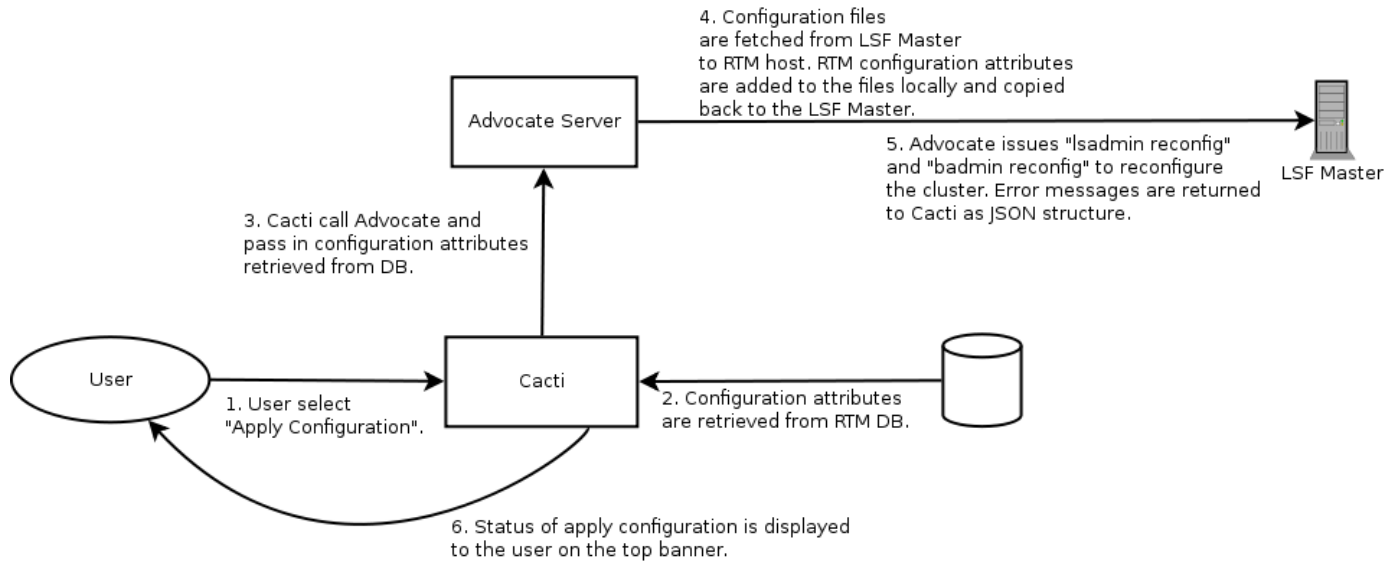 4. Configuration files
are fetched from LSF Master
to RTM host. RTM configuration attributes
are added to the files locally and copied
back to the LSF Master.
Advocate Server
5. Advocate issues "lsadmin reconfig"
and "badmin reconfig" to reconfigure
the cluster. Error messages are returned
to Cacti as JSON structure.
LSF Master
3. Cacti call Advocate and
pass in configuration attributes
retrieved from DB.
User
Cacti
1. User select
"Apply Configuration".
2. Configuration attributes
are retrieved from RTM DB.
6. Status of apply configuration is displayed
to the user on the top banner.